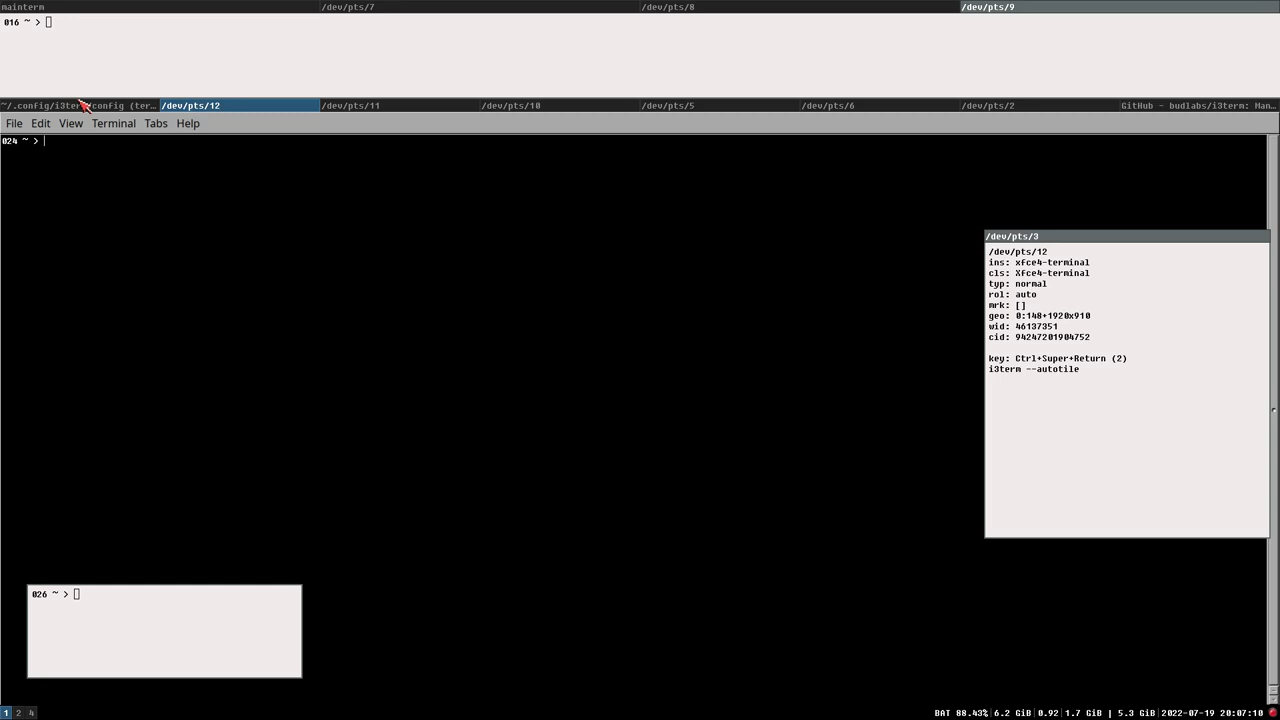 mainterm /dev/pts/7 /dev/pts/8 /dev/pts/9
016 ~ >
~/.config/i3term/config (ter… /dev/pts/12 /dev/pts/11 /dev/pts/10 /dev/pts/5 /dev/pts/6 /dev/pts/2 GitHub - budlabs/i3term: Man…
File Edit View Terminal Tabs Help
024 ~ >
/dev/pts/3
/dev/pts/12
ins: xfce4-terminal
cls: Xfce4-terminal
typ: normal
rol: auto
mrk: []
geo: 0:148+1920x910
wid: 46137351
cid: 94247201904752
key: Ctrl+Super+Return (2)
i3term --autotile
026 ~ >
1 2 4 BAT 88.43% 6.2 GiB 0.92 1.7 GiB | 5.3 GiB 2022-07-19 20:07:10